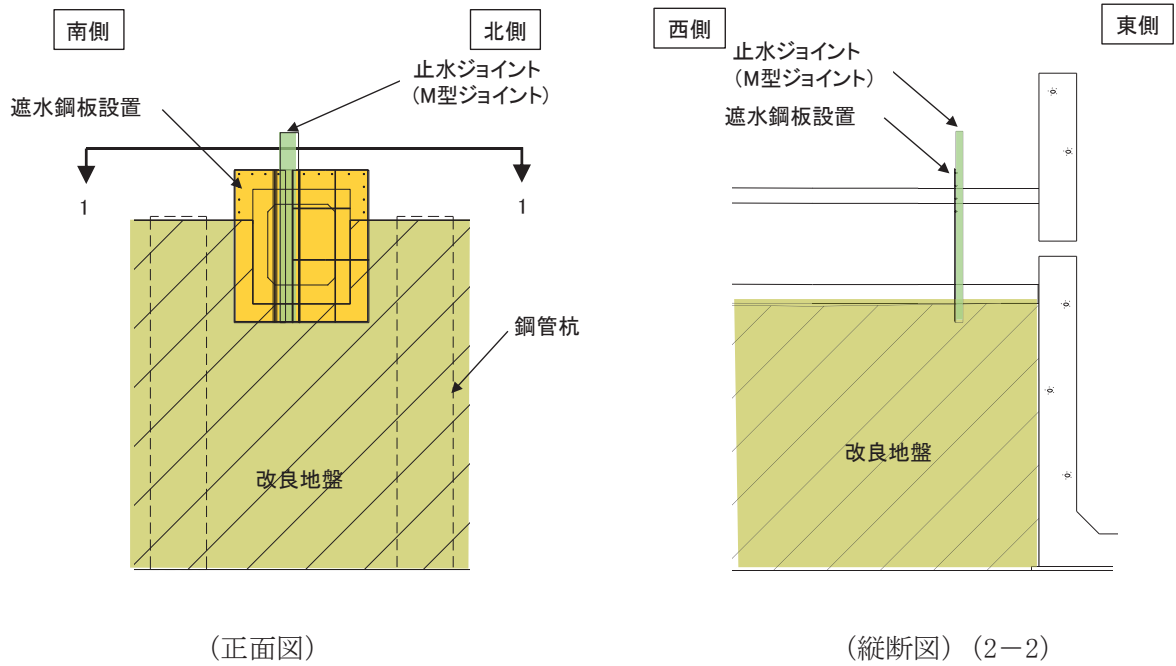 南側
北側
止水ジョイント
（M型ジョイント）
遮水鋼板設置
1
1
鋼管杭
改良地盤
（正面図）
西側
東側
止水ジョイント
（M型ジョイント）
遮水鋼板設置
改良地盤
（縦断図）（2－2）